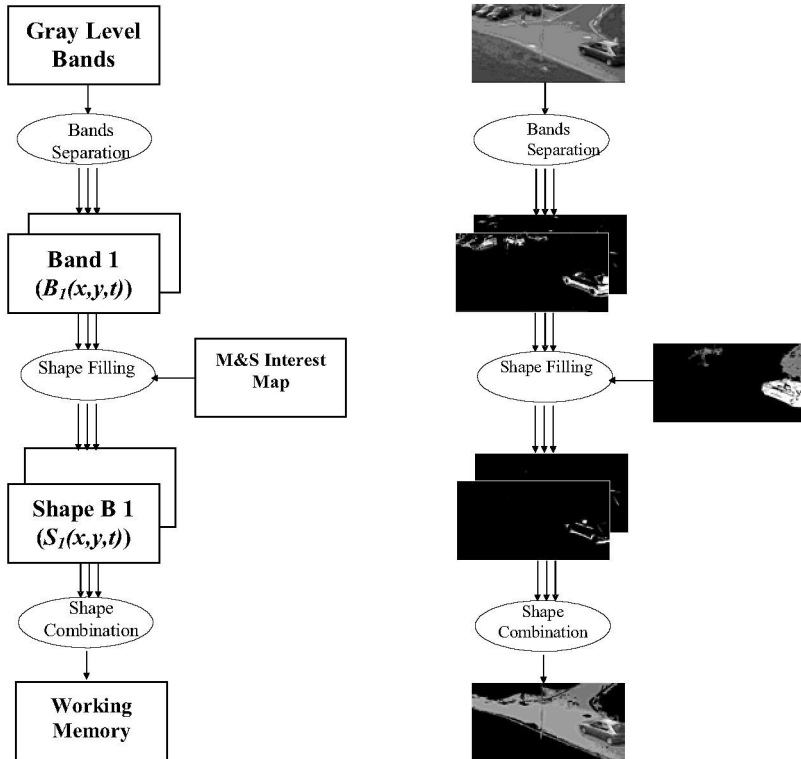 Gray Level
Bands
Bands
Separation
Band 1
(B₁(x,y,t))
Shape Filling
M&S Interest
Map
Shape B 1
(S₁(x,y,t))
Shape
Combination
Working
Memory
Bands
Separation
Shape Filling
Shape
Combination